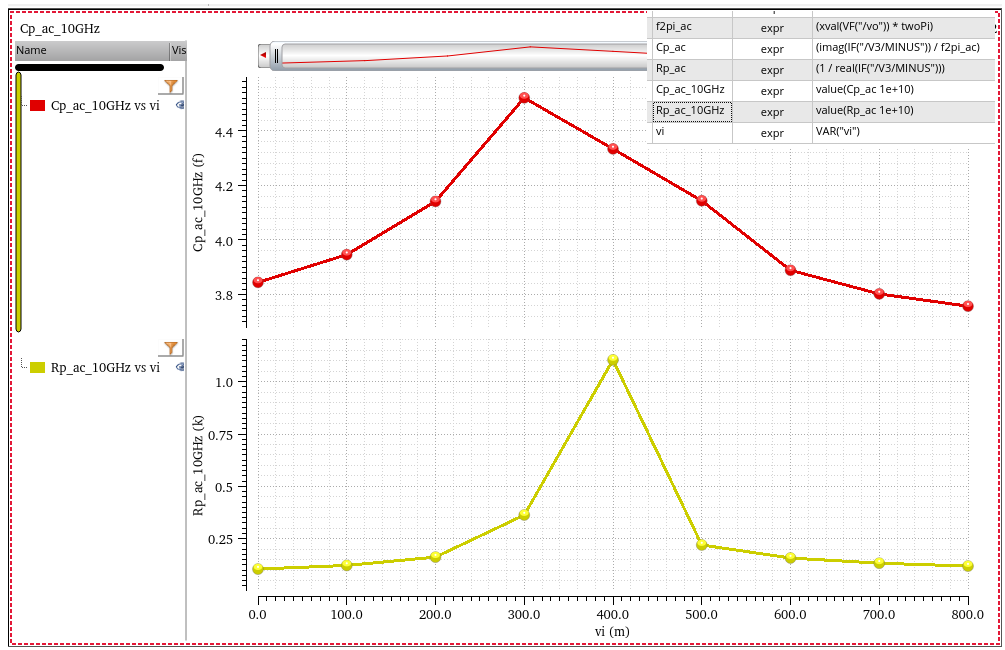 Cp_ac_10GHz
Name Vis
f2pi_ac expr (xval(VF("/vo")) * twoPi)
Cp_ac expr (imag(IF("/V3/MINUS")) / f2pi_ac)
Rp_ac expr (1 / real(IF("/V3/MINUS")))
Cp_ac_10GHz expr value(Cp_ac 1e+10)
Rp_ac_10GHz expr value(Rp_ac 1e+10)
vi expr VAR("vi")
Cp_ac_10GHz vs vi
Cp_ac_10GHz (f)
4.4
4.2
4.0
3.8
Rp_ac_10GHz vs vi
Rp_ac_10GHz (k)
1.0
0.75
0.5
0.25
0.0 100.0 200.0 300.0 400.0 500.0 600.0 700.0 800.0
vi (m)